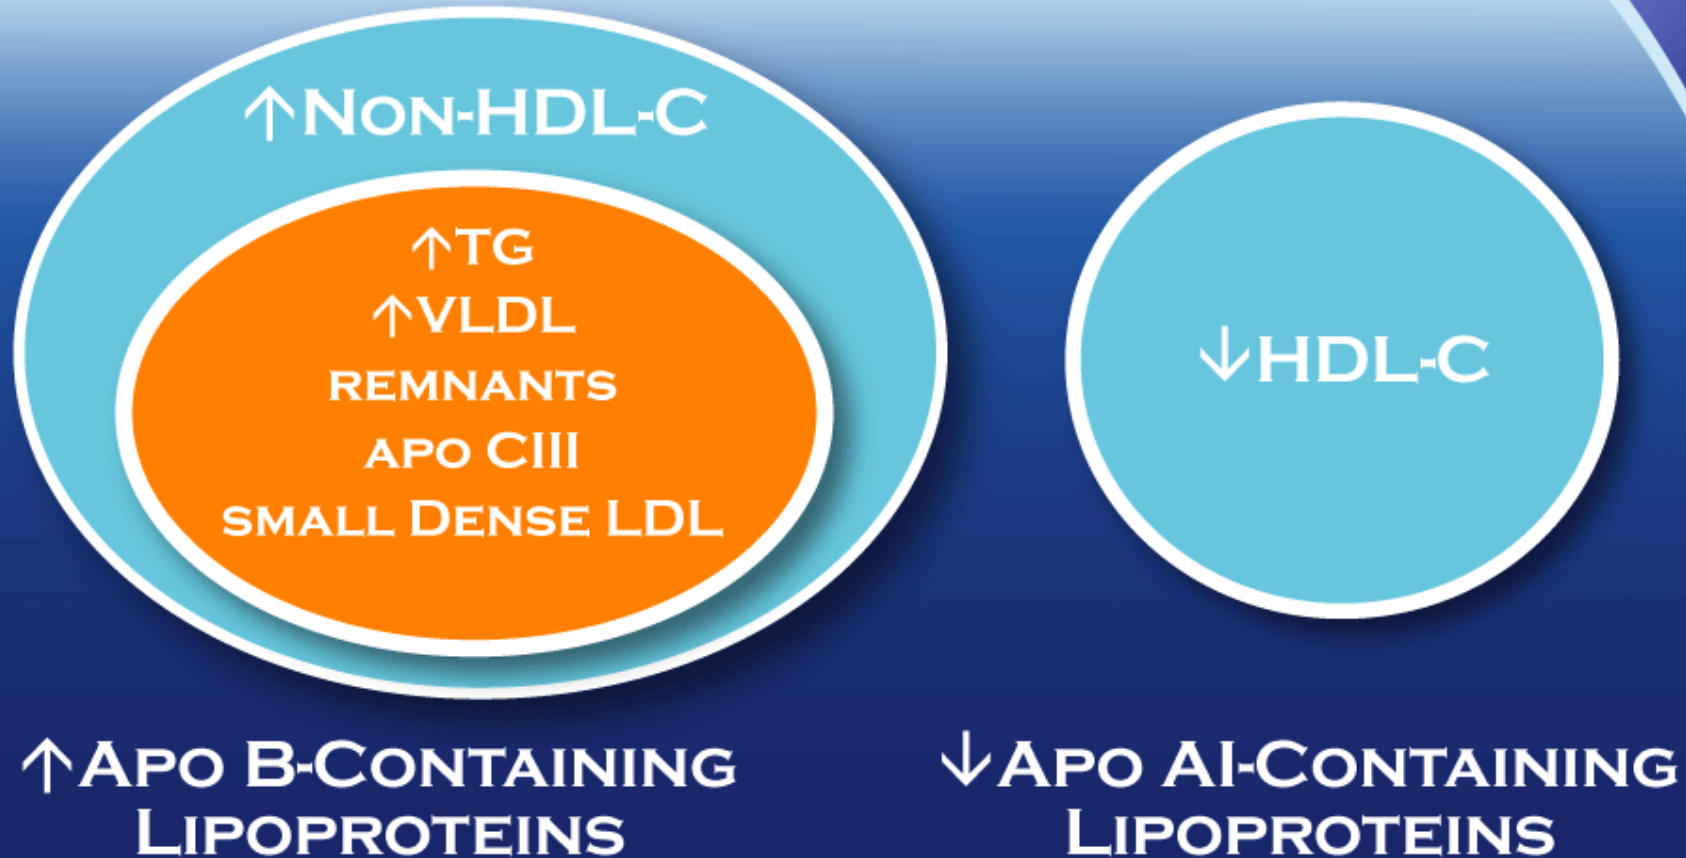 ↑NON-HDL-C
↑TG
↑VLDL
REMNANTS
APO CIII
SMALL DENSE LDL
↓HDL-C
↑APO B-CONTAINING
LIPOPROTEINS
↓APO AI-CONTAINING
LIPOPROTEINS